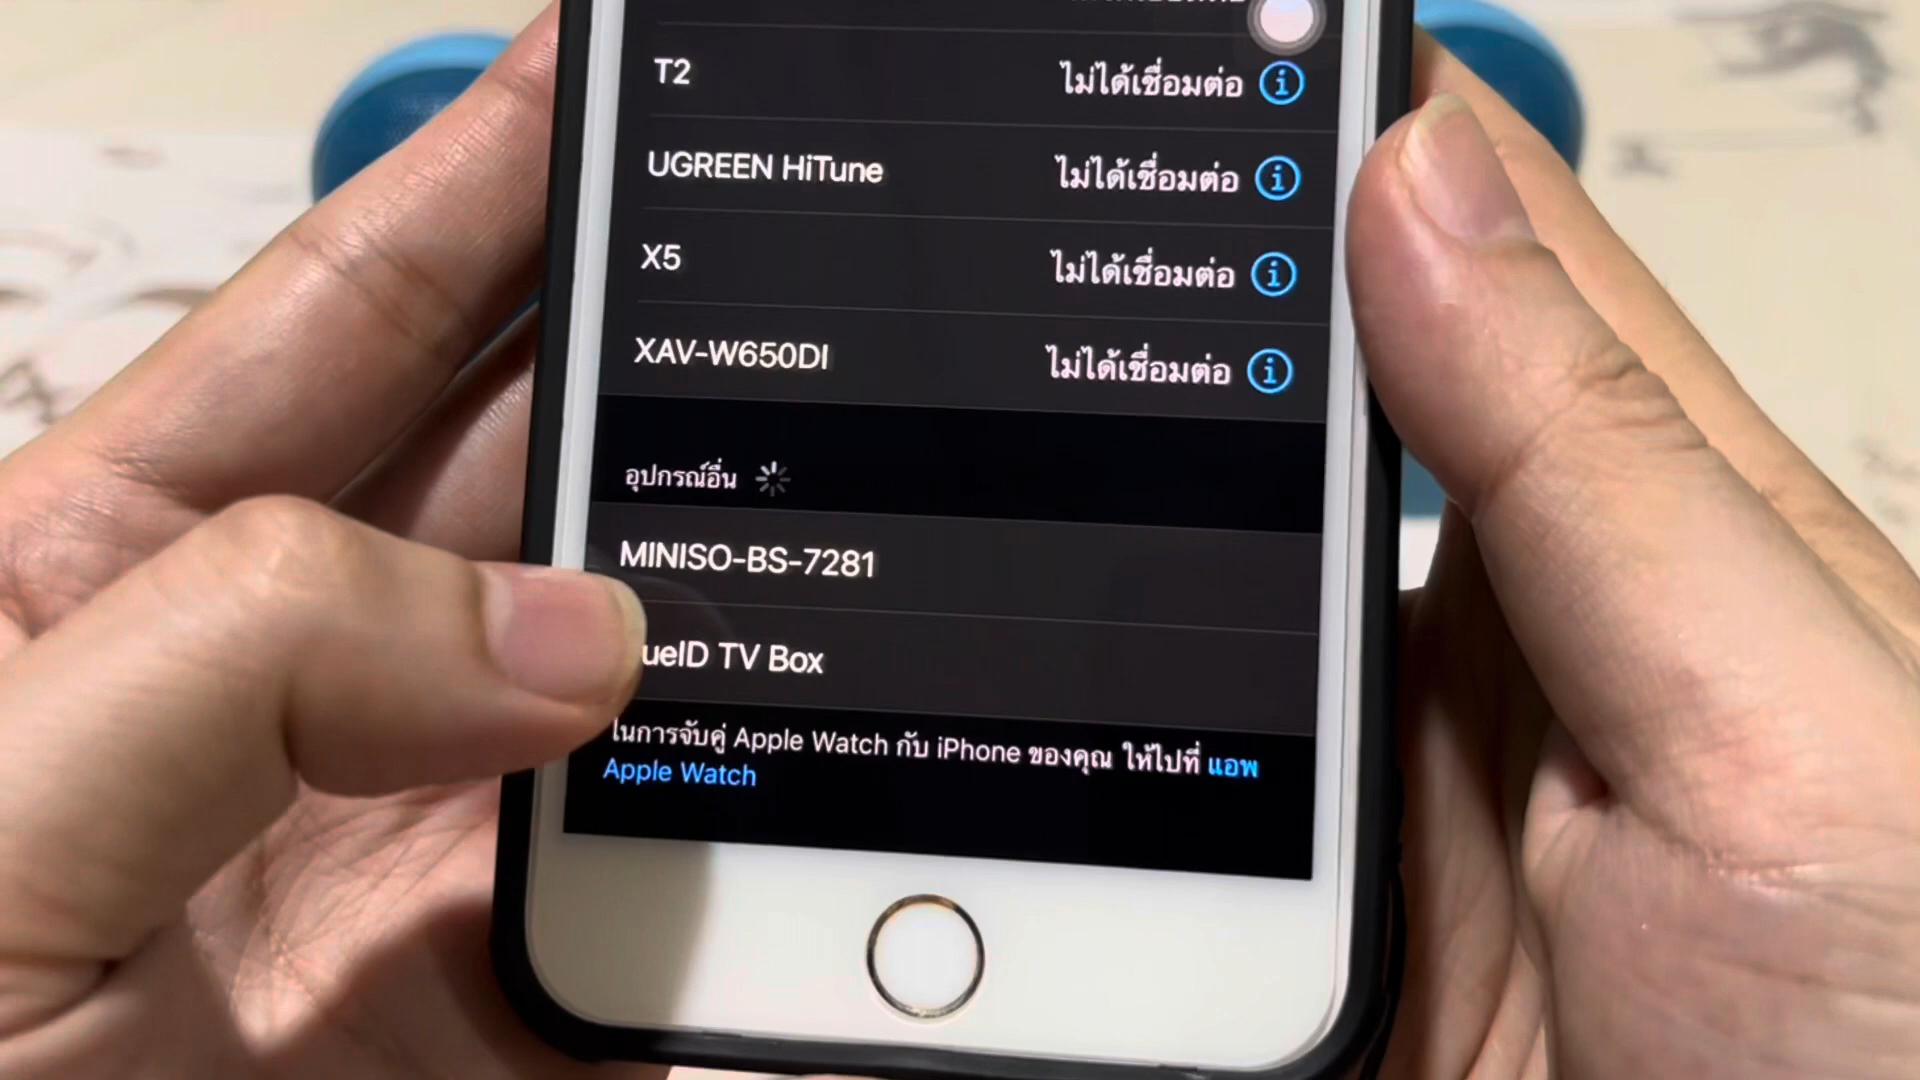 T2 ไม่ได้เชื่อมต่อ
UGREEN HiTune ไม่ได้เชื่อมต่อ
X5 ไม่ได้เชื่อมต่อ
XAV-W650DI ไม่ได้เชื่อมต่อ
อุปกรณ์อื่น
MINISO-BS-7281
ueID TV Box
ในการจับคู่ Apple Watch กับ iPhone ของคุณ ให้ไปที่ แอพ
Apple Watch